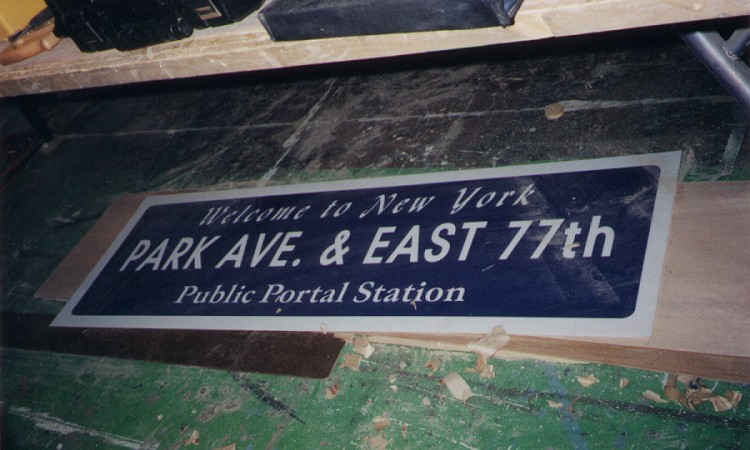 Welcome to New York
PARK AVE. & EAST 77th
Public Portal Station